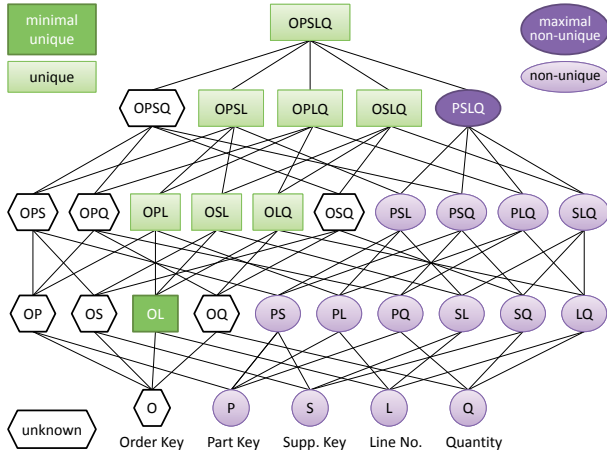 minimal
unique
OPSLQ
maximal
non-unique
unique
non-unique
OPSQ OPSL OPLQ OSLQ PSLQ
OPS OPQ OPL OSL OLQ OSQ PSL PSQ PLQ SLQ
OP OS OL OQ PS PL PQ SL SQ LQ
O P S L Q
unknown
Order Key Part Key Supp. Key Line No. Quantity